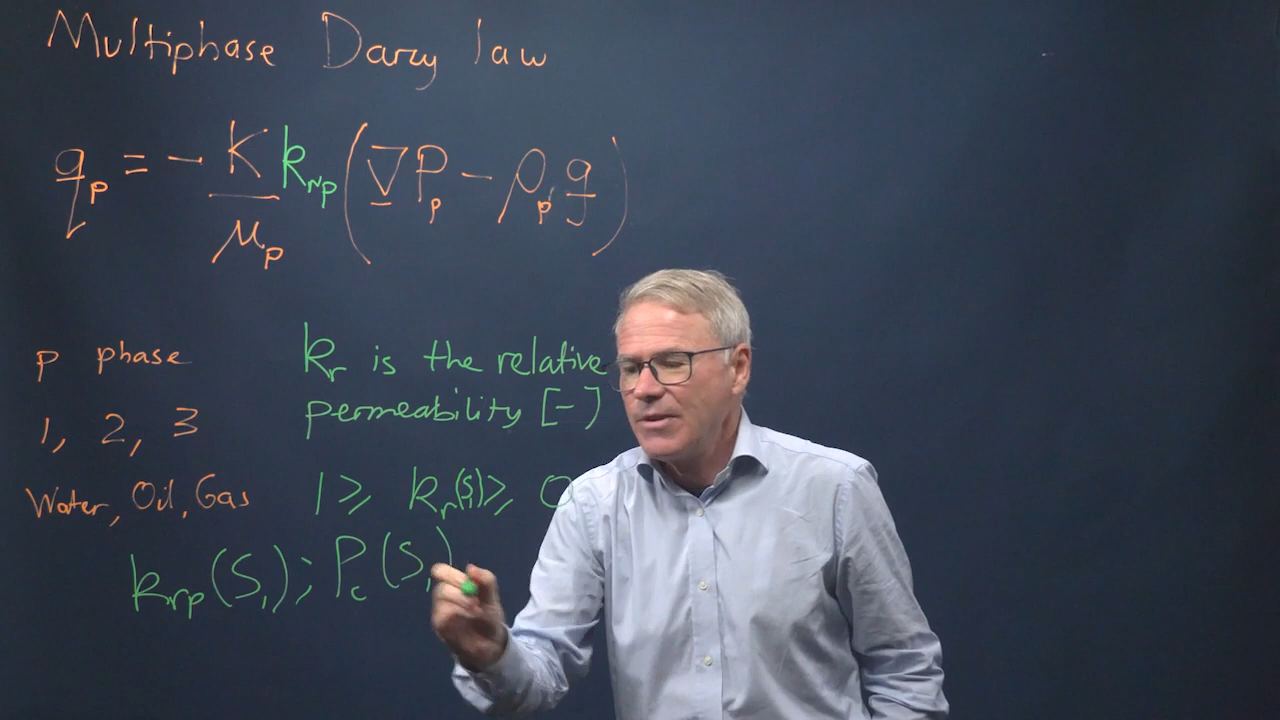 Multiphase Darcy law
q_p = - K/μ_p k_rp (∇P_p - ρ_p g)
p phase
1, 2, 3
Water, Oil, Gas
k_r is the relative
permeability [-]
1 ≥ k_r(S_1) ≥ 0
k_rp(S_1); P_c(S_1)